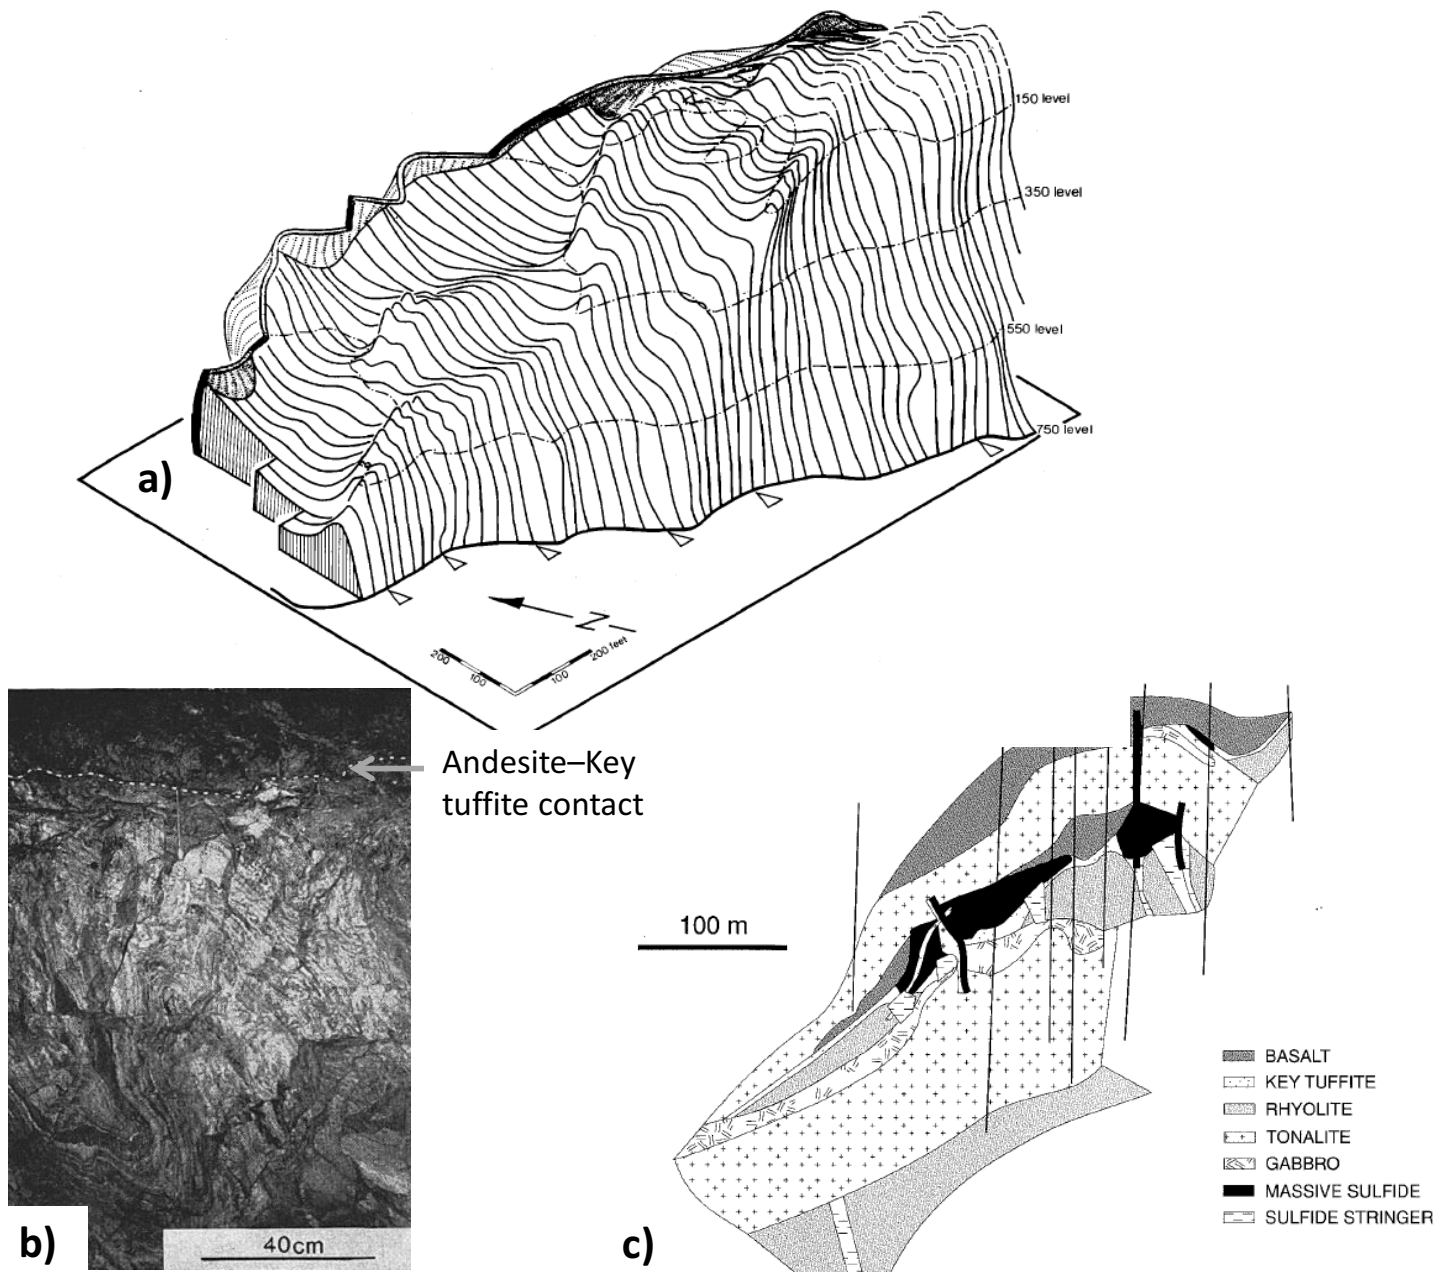 150 level
350 level
550 level
750 level
a)
N
200
100
100
200 feet
Andesite–Key
tuffite contact
100 m
BASALT
KEY TUFFITE
RHYOLITE
TONALITE
GABBRO
MASSIVE SULFIDE
SULFIDE STRINGER
40cm
b)
c)